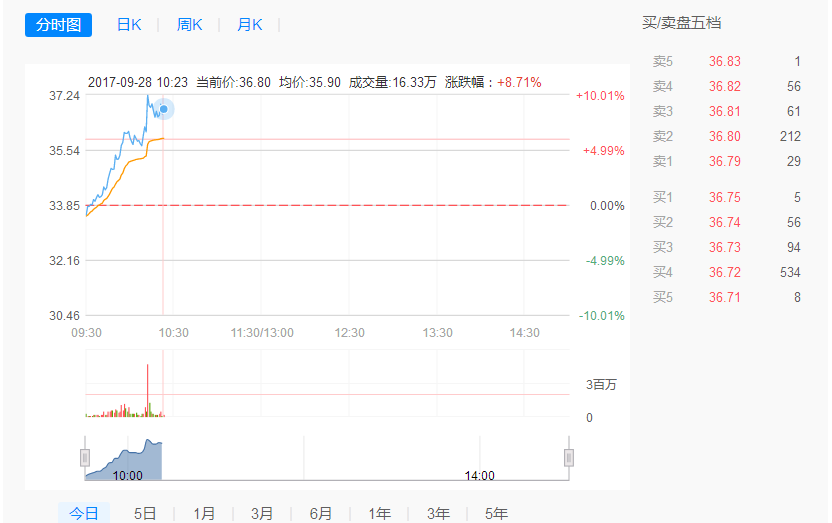 分时图 日K 周K 月K
买/卖盘五档
2017-09-28 10:23 当前价:36.80 均价:35.90 成交量:16.33万 涨跌幅：+8.71%
37.24 +10.01%
35.54 +4.99%
33.85 0.00%
32.16 -4.99%
30.46 -10.01%
09:30 10:30 11:30/13:00 12:30 13:30 14:30
3百万
0
10:00 14:00
今日 5日 1月 3月 6月 1年 3年 5年
卖5 36.83 1
卖4 36.82 56
卖3 36.81 61
卖2 36.80 212
卖1 36.79 29
买1 36.75 5
买2 36.74 56
买3 36.73 94
买4 36.72 534
买5 36.71 8